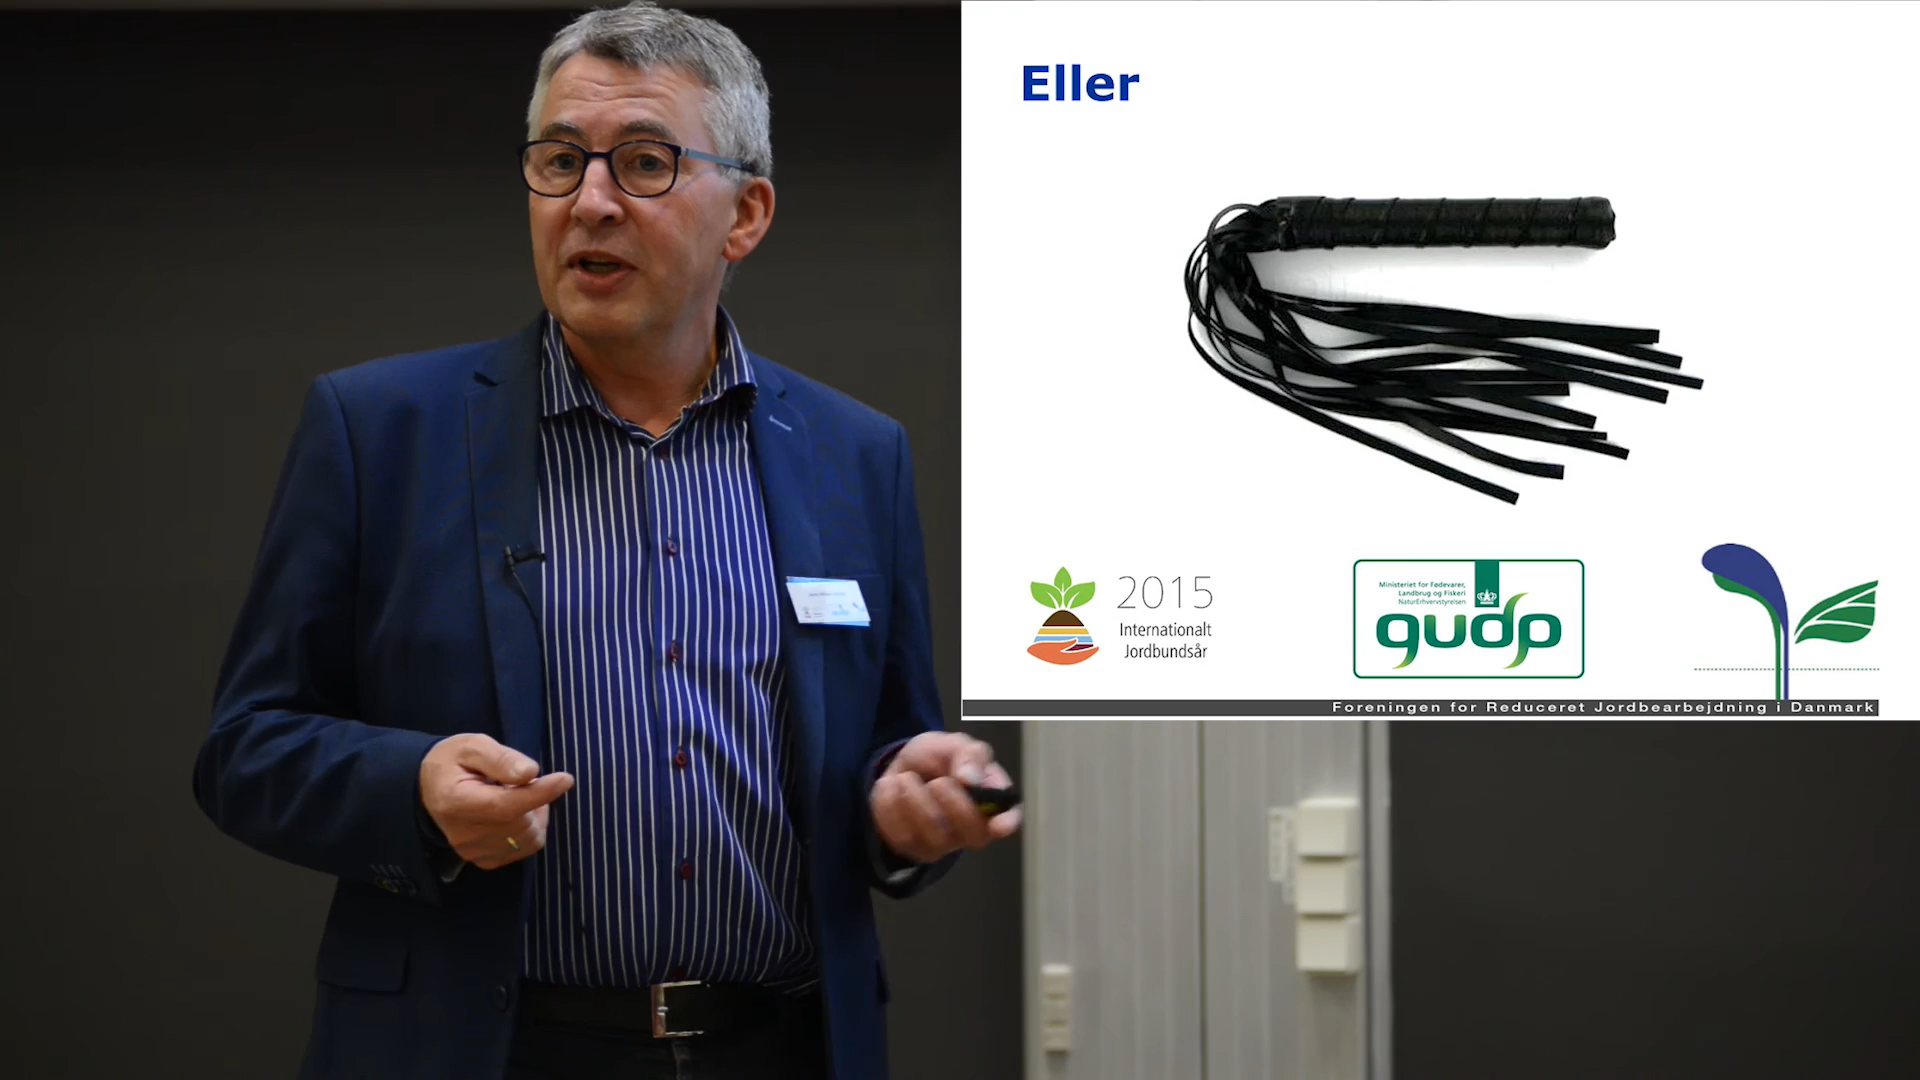 Eller
2015
Internationalt
Jordbundsår
Ministeriet for Fødevarer,
Landbrug og Fiskeri
NaturErhvervstyrelsen
gudp
Foreningen for Reduceret Jordbearbejdning i Danmark